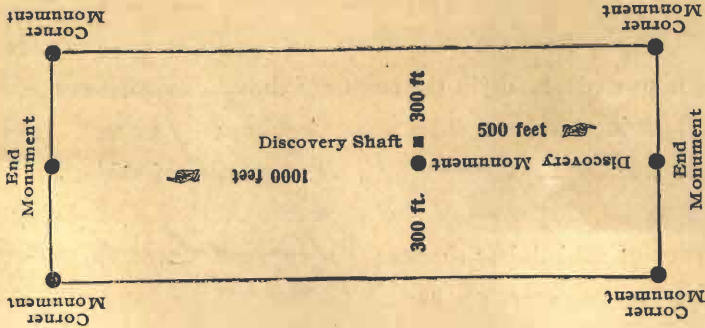 Corner
Monument
Corner
Monument
End
Monument
Discovery Shaft
300 ft
500 feet
1000 feet
Discovery Monument
300 ft.
End
Monument
Corner
Monument
Corner
Monument